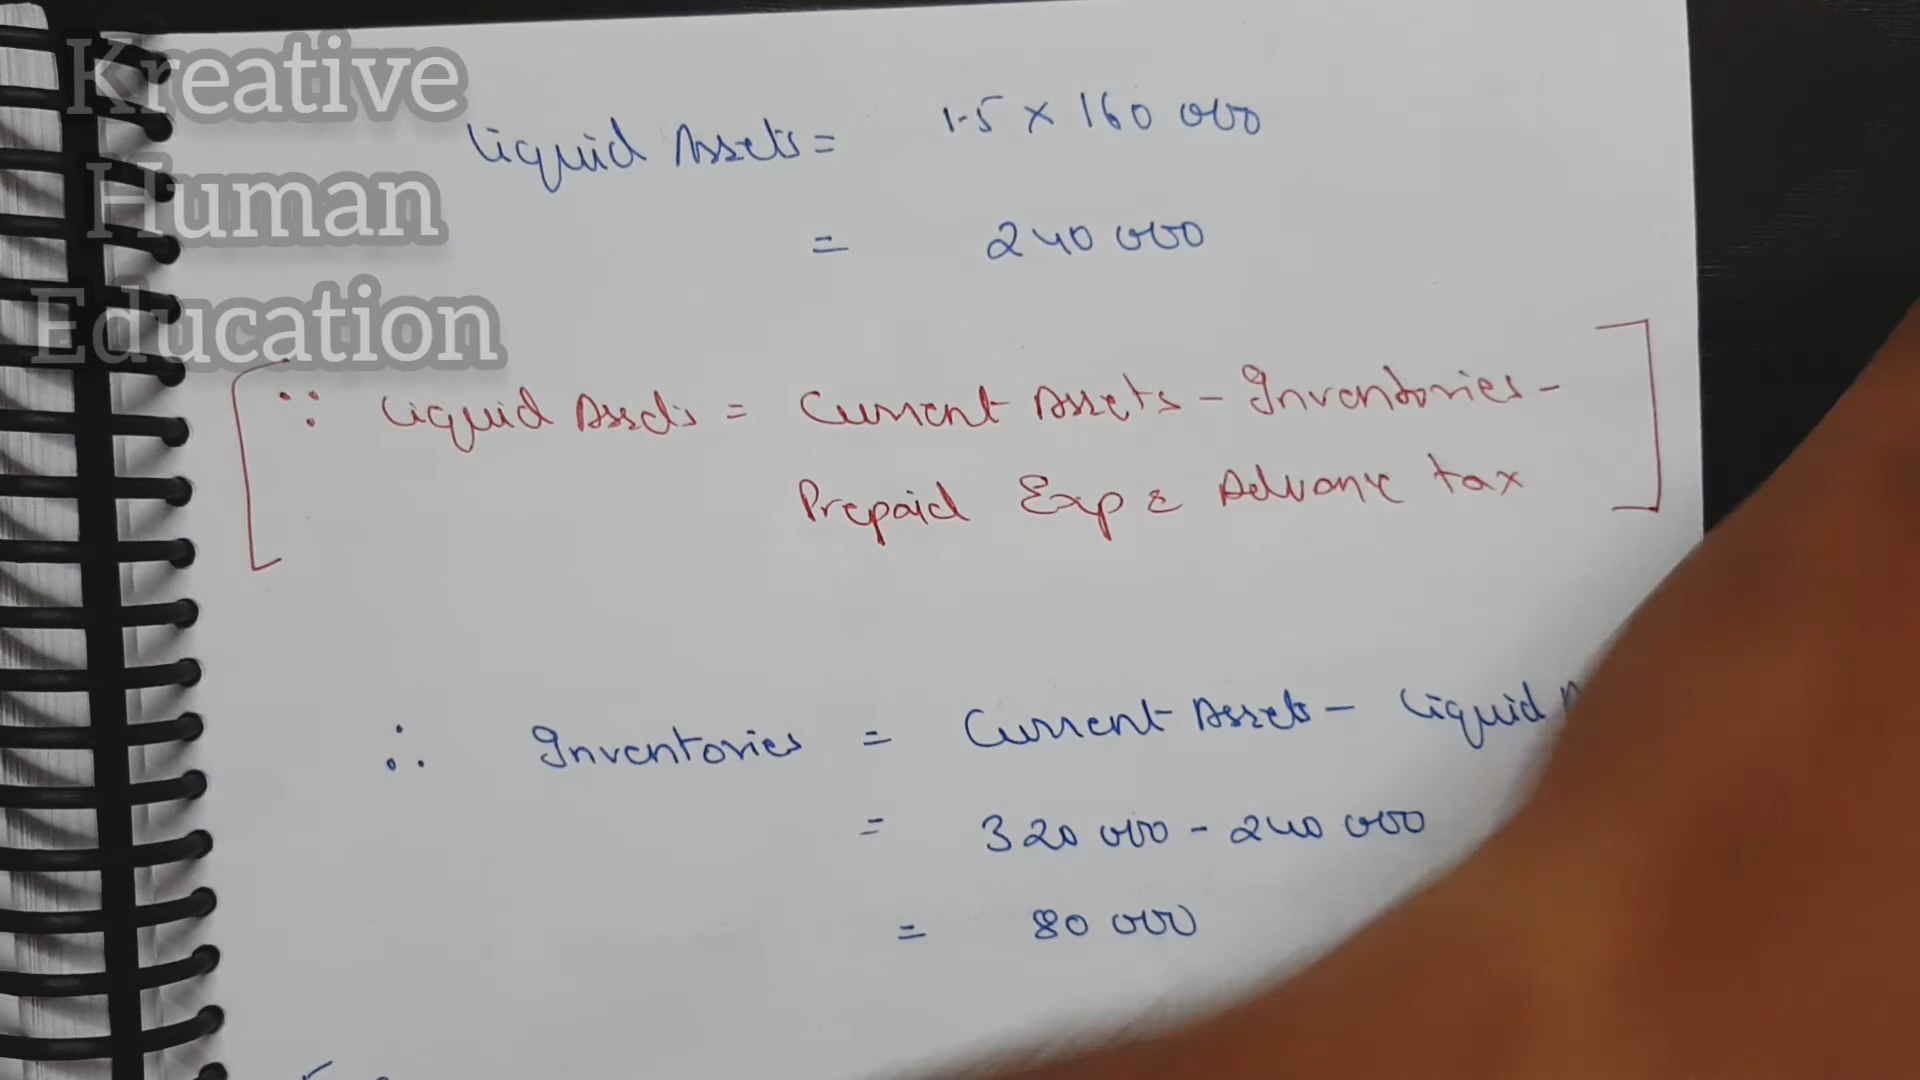 Kreative
Human
Education
Liquid Assets = 1.5 × 160 000
= 240 000
[∵ Liquid Assets = Current Assets - Inventories -
Prepaid Exp & Advance tax]
∴ Inventories = Current Assets - Liquid
= 320 000 - 240 000
= 80 000